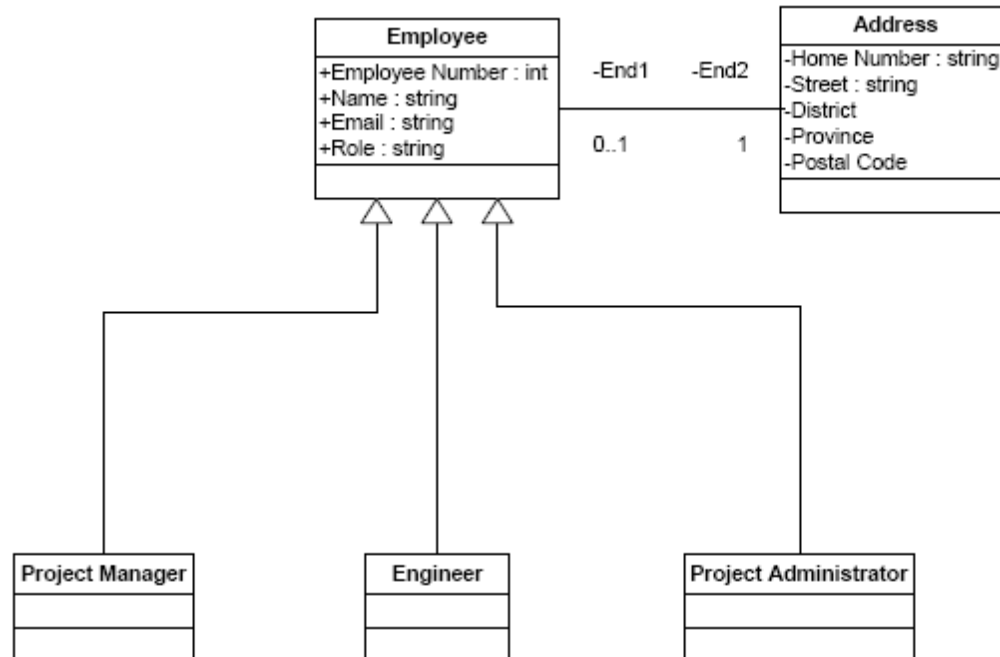 Employee
+Employee Number : int
+Name : string
+Email : string
+Role : string
-End1
-End2
0..1
1
Address
-Home Number : string
-Street : string
-District
-Province
-Postal Code
Project Manager
Engineer
Project Administrator